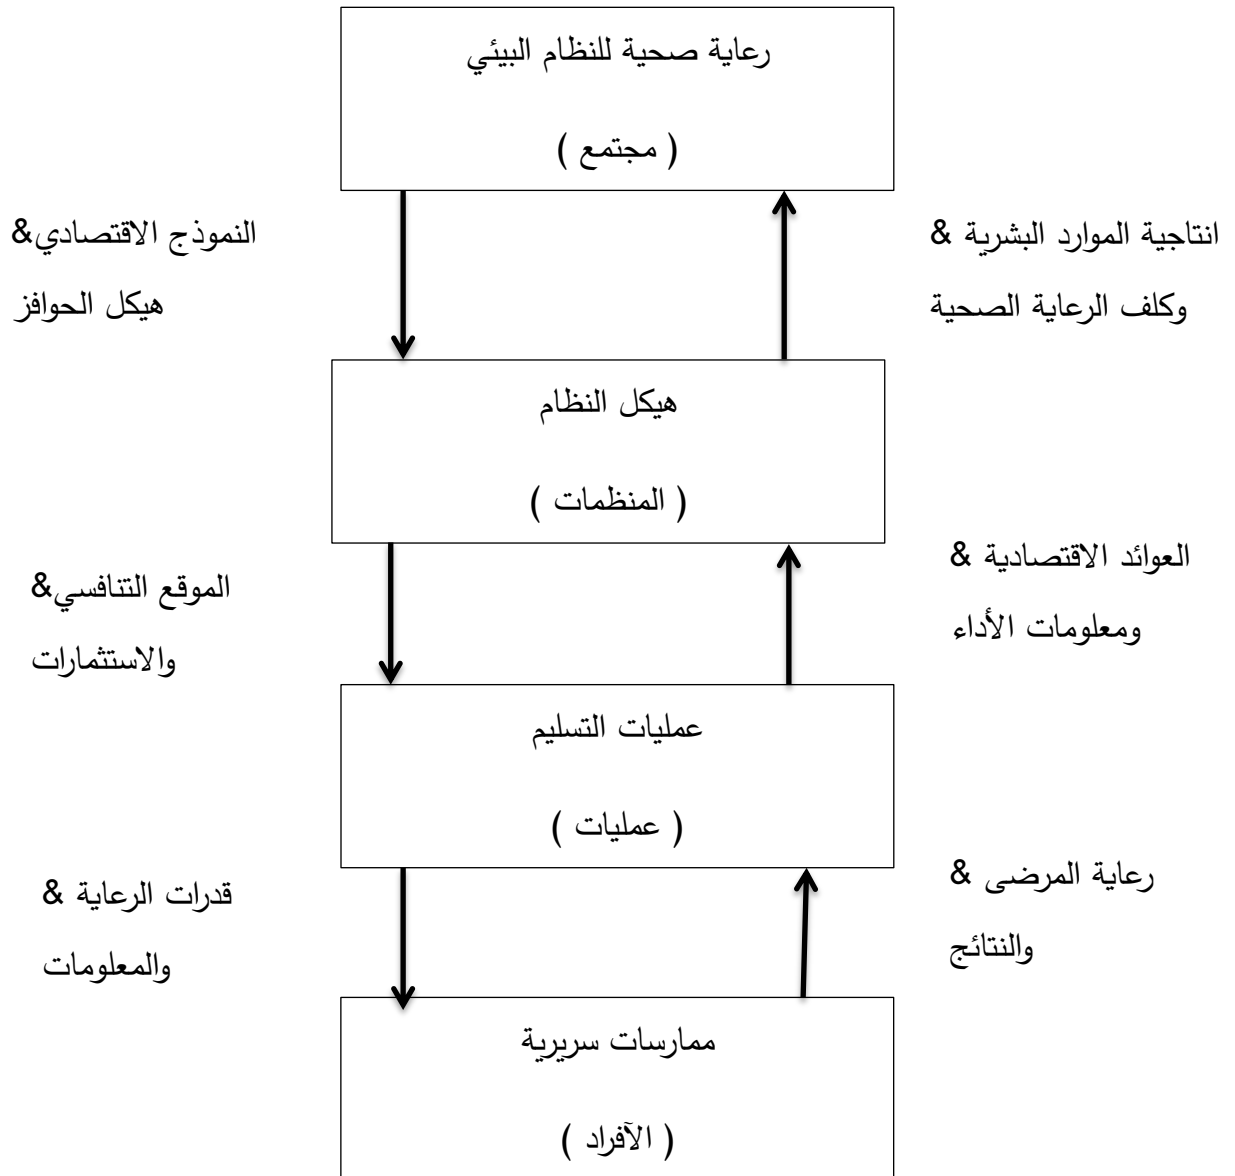 رعاية صحية للنظام البيئي
( مجتمع )
النموذج الاقتصادي&
هيكل الحوافز
انتاجية الموارد البشرية &
وكلف الرعاية الصحية
هيكل النظام
( المنظمات )
الموقع التنافسي&
والاستثمارات
العوائد الاقتصادية &
ومعلومات الأداء
عمليات التسليم
( عمليات )
قدرات الرعاية &
والمعلومات
رعاية المرضى &
والنتائج
ممارسات سريرية
( الآفراد )